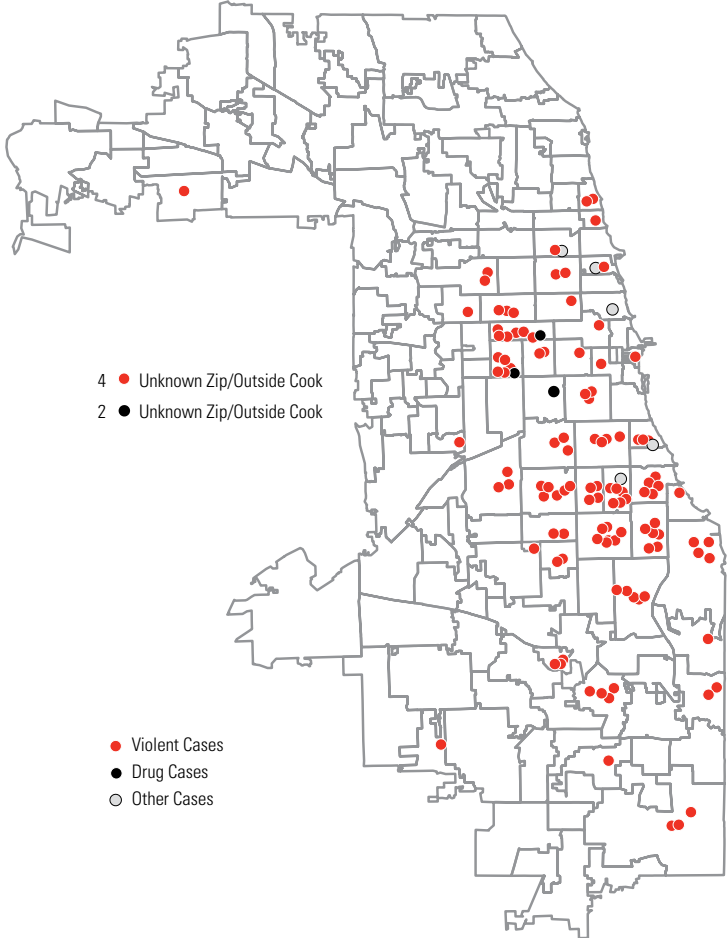 4 Unknown Zip/Outside Cook
2 Unknown Zip/Outside Cook
Violent Cases
Drug Cases
Other Cases